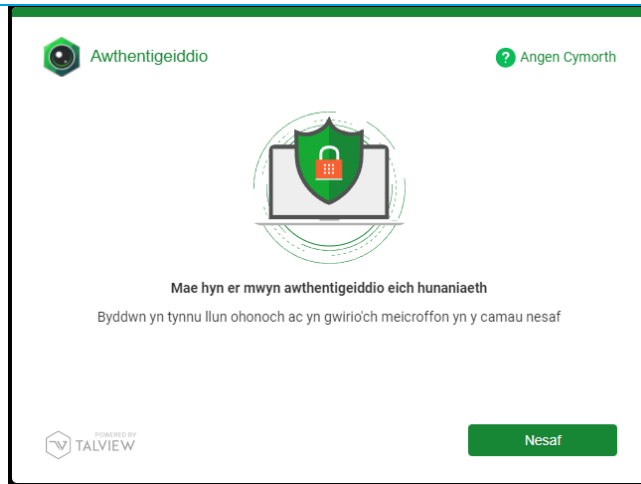 Awthentigeiddio
? Angen Cymorth
Mae hyn er mwyn awthentigeiddio eich hunaniaeth
Byddwn yn tynnu llun ohonoch ac yn gwirio'ch meicroffon yn y camau nesaf
POWERED BY
TALVIEW
Nesaf